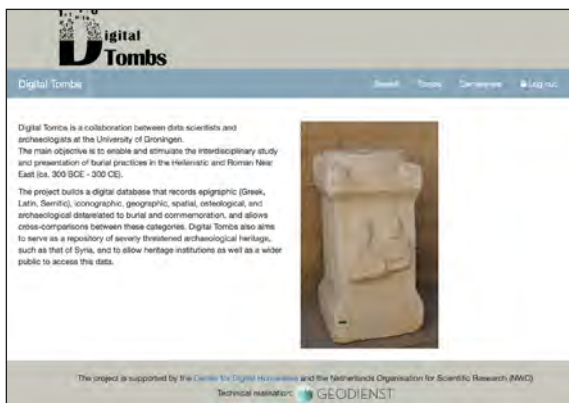 Digital
Tombs
Digital Tombs Search Tombs Cemeteries Log out
Digital Tombs is a collaboration between data scientists and
archaeologists at the University of Groningen.
The main objective is to enable and stimulate the interdisciplinary study
and presentation of burial practices in the Hellenistic and Roman Near
East (ca. 300 BCE - 300 CE).
The project builds a digital database that records epigraphic (Greek,
Latin, Semitic), iconographic, geographic, spatial, osteological, and
archaeological datarelated to burial and commemoration, and allows
cross-comparisons between these categories. Digital Tombs also aims
to serve as a repository of severly threatened archaeological heritage,
such as that of Syria, and to allow heritage institutions as well as a wider
public to access this data.
The project is supported by the Center for Digital Humanities and the Netherlands Organisation for Scientific Research (NWO)
Technical realisation: GEODIENST